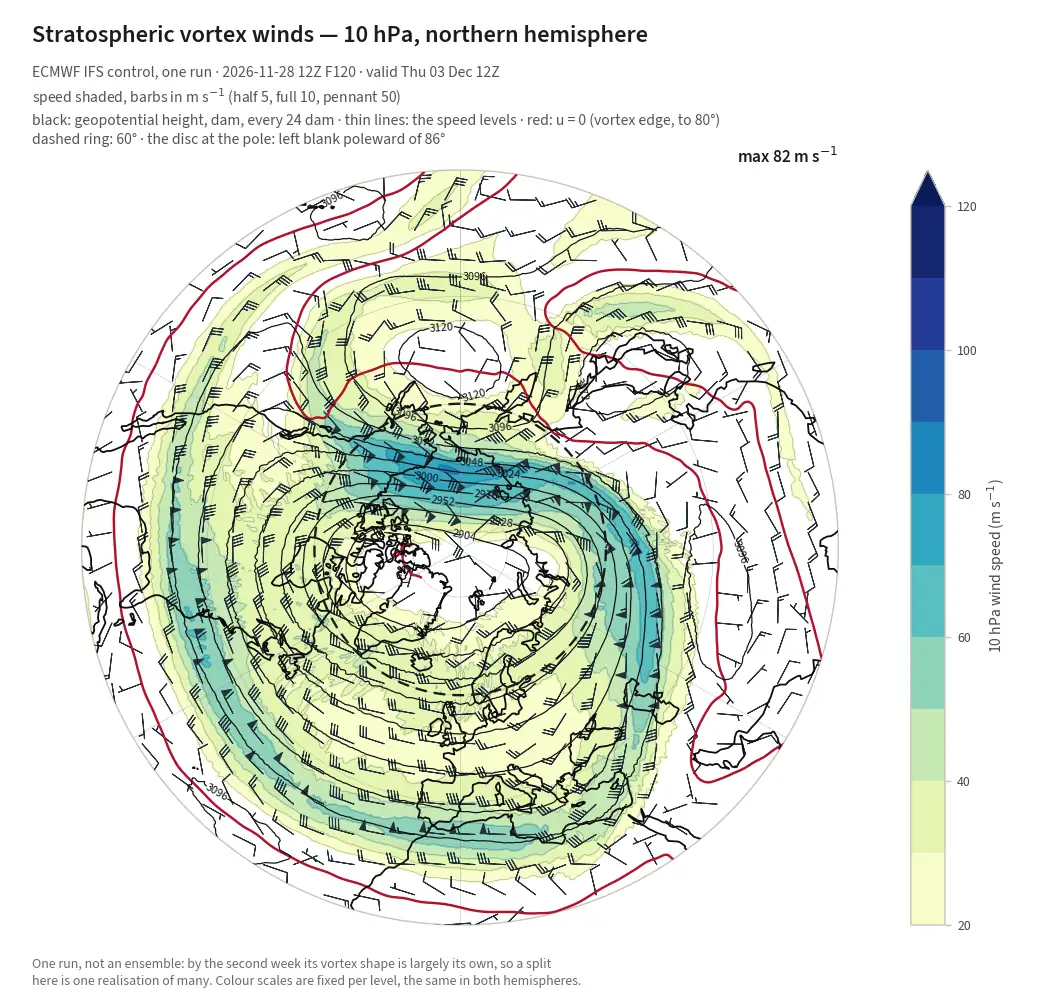 Stratospheric vortex winds — 10 hPa, northern hemisphere
ECMWF IFS control, one run · 2026-11-28 12Z F120 · valid Thu 03 Dec 12Z
speed shaded, barbs in m s⁻¹ (half 5, full 10, pennant 50)
black: geopotential height, dam, every 24 dam · thin lines: the speed levels · red: u = 0 (vortex edge, to 80°)
dashed ring: 60° · the disc at the pole: left blank poleward of 86°
max 82 m s⁻¹
120
100
80
60
40
20
10 hPa wind speed (m s⁻¹)
3096
3096
3120
3120
3096
3096
3048
3024
3000
2952
2928
2904
3096
3096
One run, not an ensemble: by the second week its vortex shape is largely its own, so a split
here is one realisation of many. Colour scales are fixed per level, the same in both hemispheres.